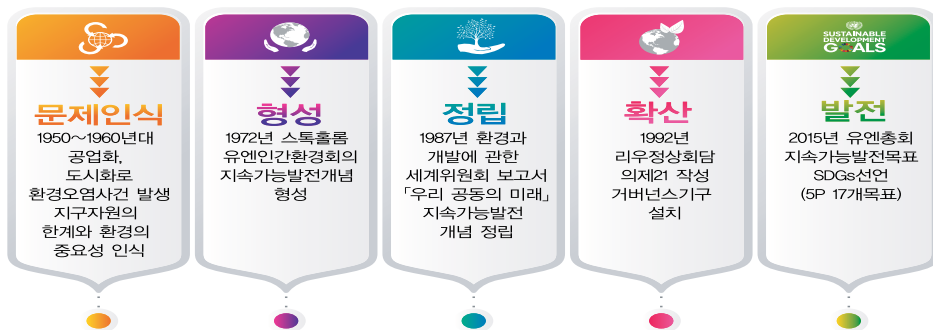 문제인식
1950~1960년대
공업화,
도시화로
환경오염사건 발생
지구자원의
한계와 환경의
중요성 인식
형성
1972년 스톡홀롬
유엔인간환경회의
지속가능발전개념
형성
정립
1987년 환경과
개발에 관한
세계위원회 보고서
「우리 공동의 미래」
지속가능발전
개념 정립
확산
1992년
리우정상회담
의제21 작성
거버넌스기구
설치
SUSTAINABLE
DEVELOPMENT
GOALS
발전
2015년 유엔총회
지속가능발전목표
SDGs선언
(5P 17개목표)